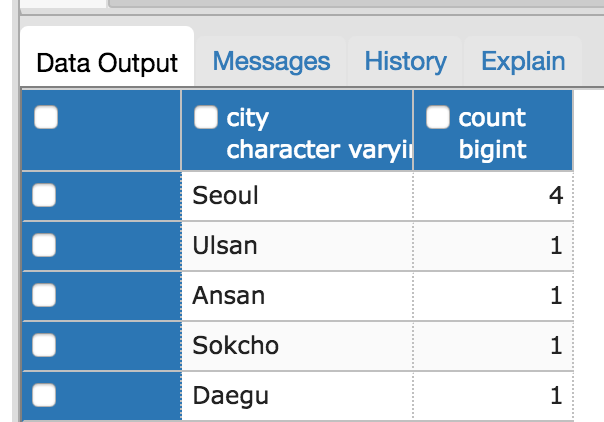 Data Output Messages History Explain
city count
character varyi bigint
Seoul 4
Ulsan 1
Ansan 1
Sokcho 1
Daegu 1